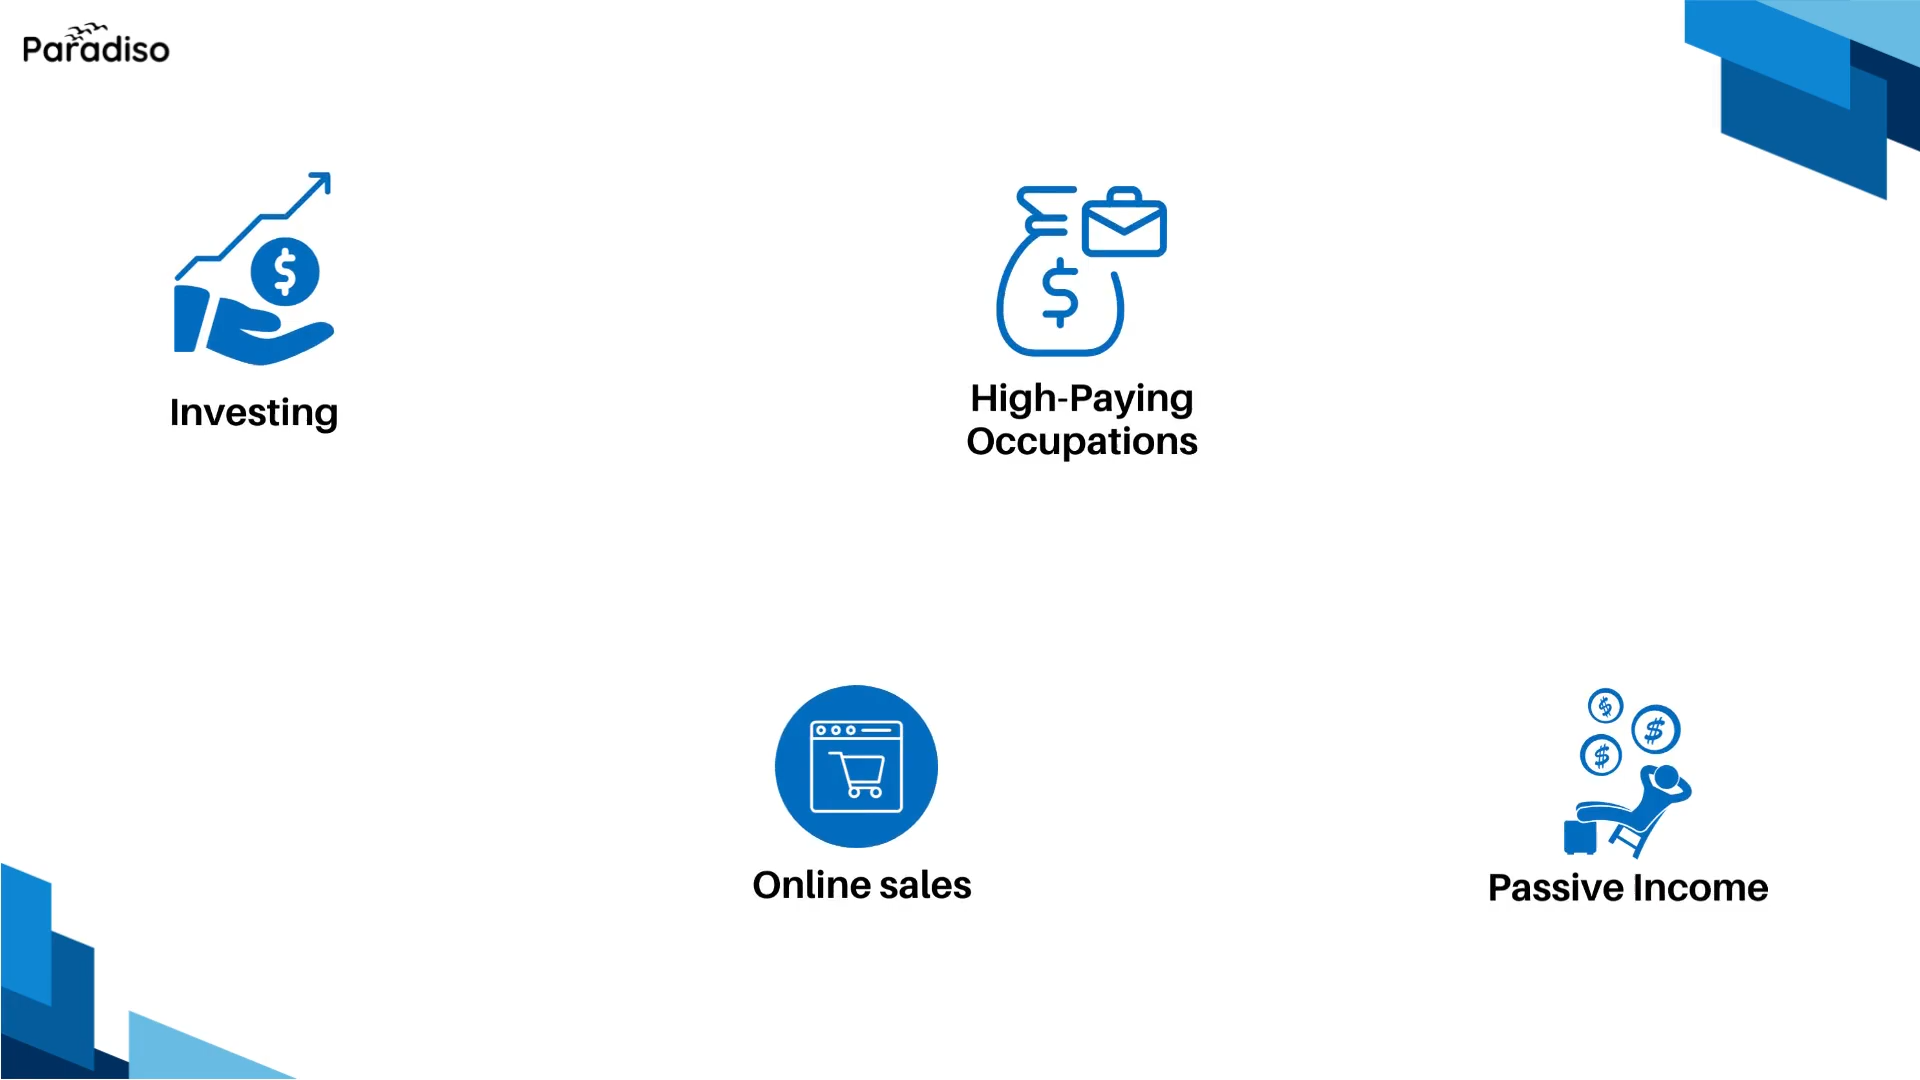 Paradiso
Investing
High-Paying
Occupations
Online sales
Passive Income